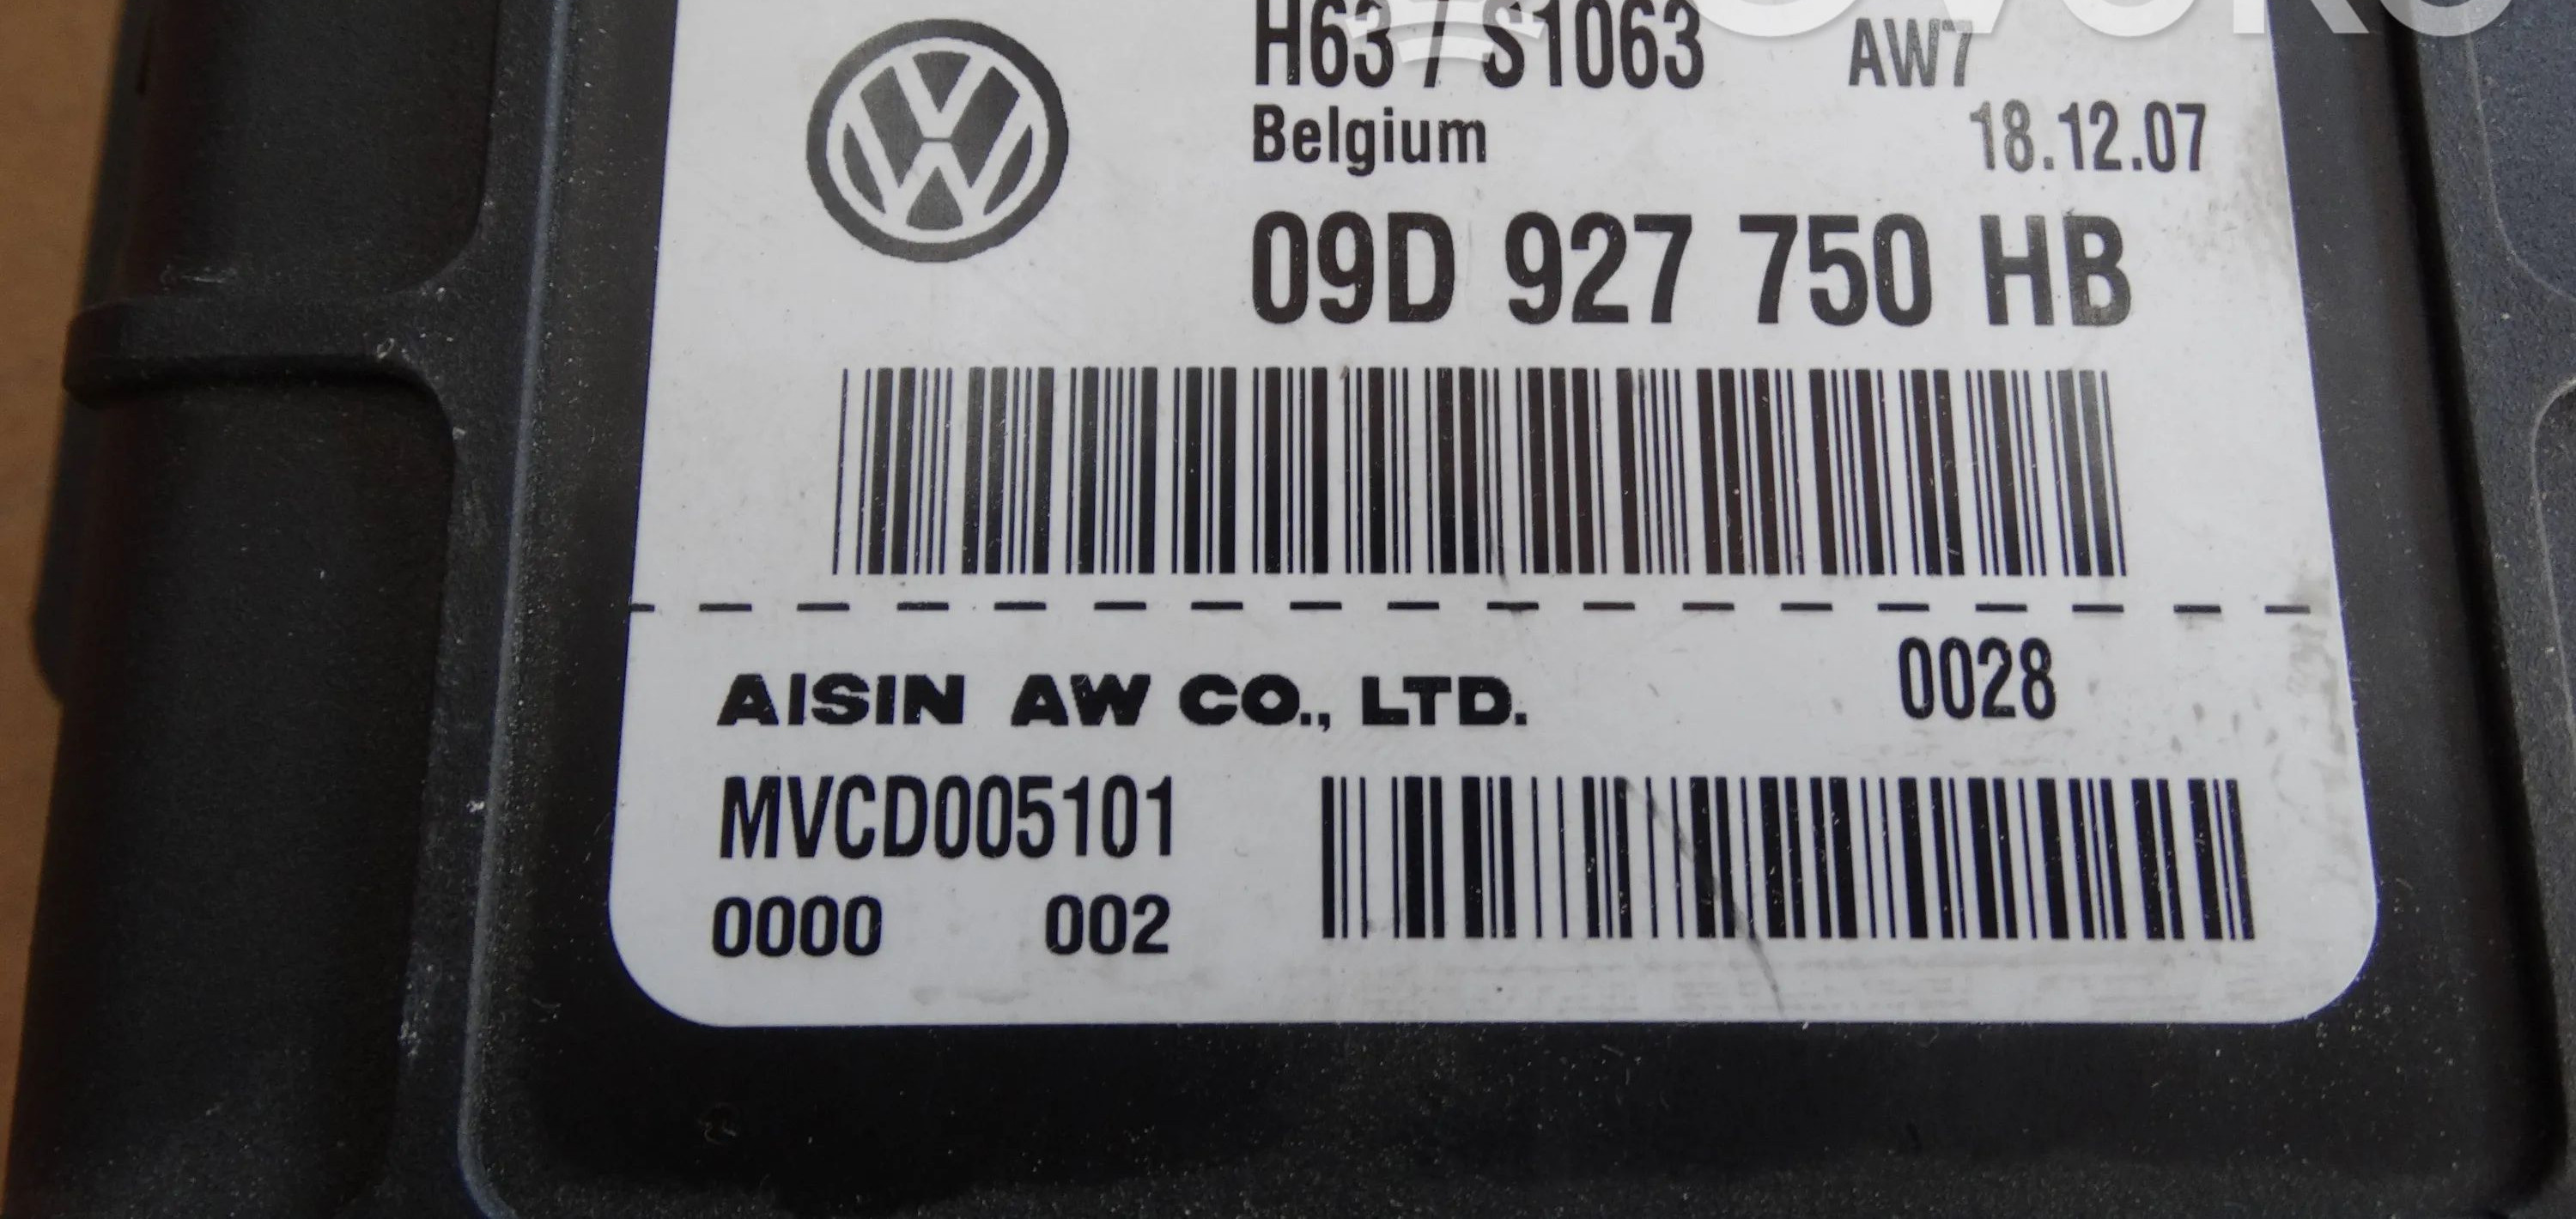 H63 / S1063 AW7
Belgium 18.12.07
09D 927 750 HB
AISIN AW CO., LTD. 0028
MVCD005101
0000 002